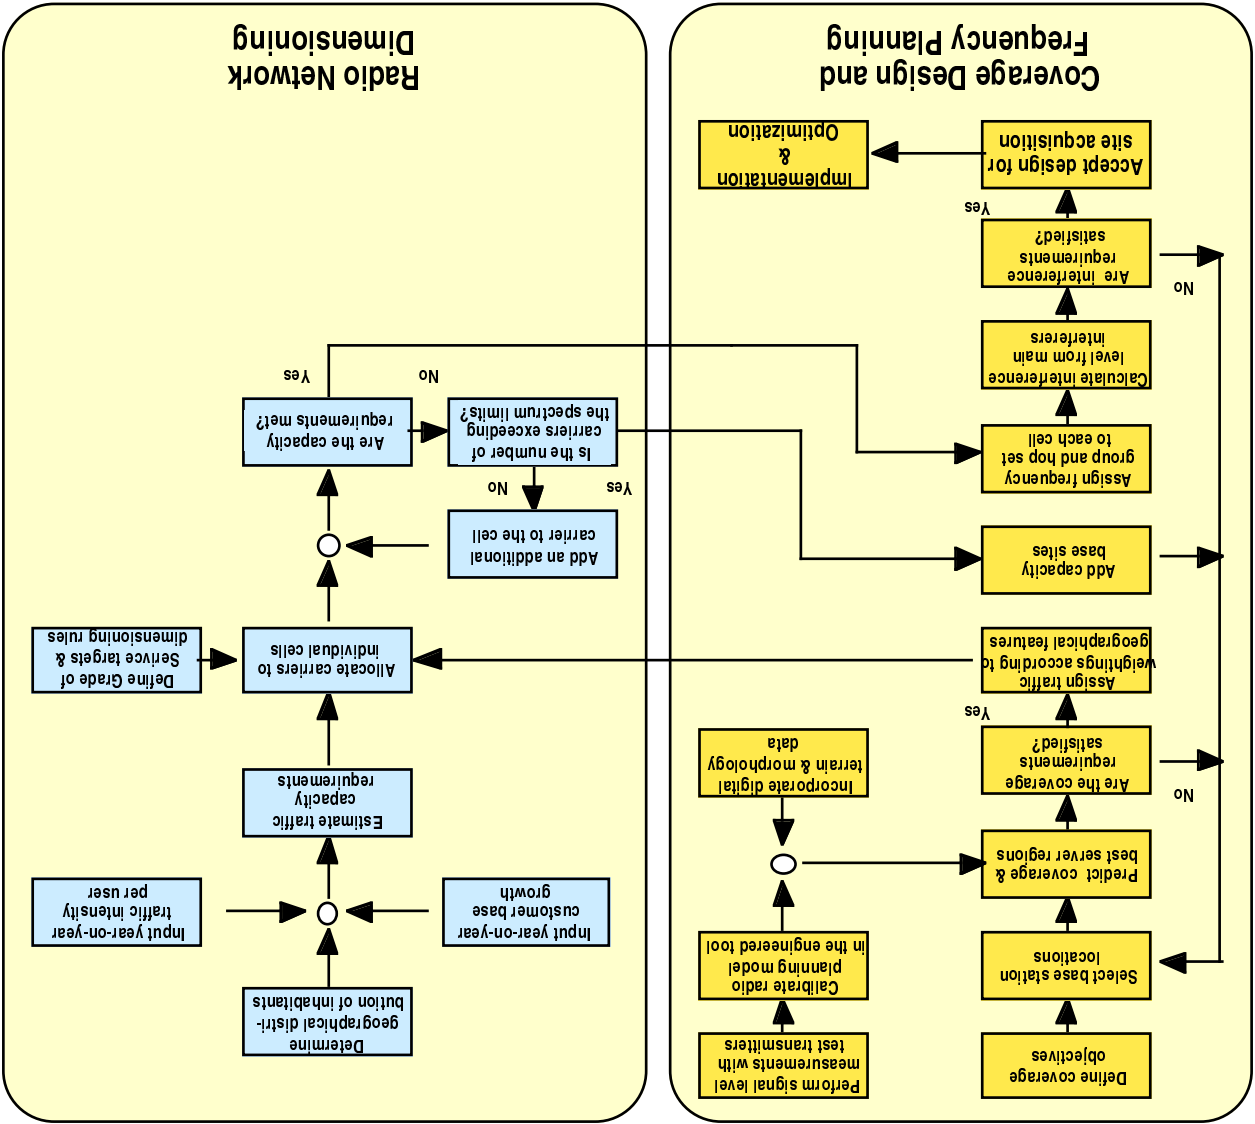 Define coverage
objectives
Perform signal level
measurements with
test transmitters
Select base station
locations
Calibrate radio
planning model
in the engineered tool
Predict coverage &
best server regions
Are the coverage
requirements
satisfied?
No
Yes
Incorporate digital
terrain & morphology
data
Assign traffic
weightings according to
geographical features
Add capacity
base sites
Assign frequency
group and hop set
to each cell
Calculate interference
level from main
interferers
Are interference
requirements
satisfied?
No
Yes
Accept design for
site acquisition
Implementation
&
Optimization
Coverage Design and
Frequency Planning
Determine
geographical distri-
bution of inhabitants
Input year-on-year
customer base
growth
Input year-on-year
traffic intensity
per user
Estimate traffic
capacity
requirements
Allocate carriers to
individual cells
Define Grade of
Serivce targets &
dimensioning rules
Add an additional
carrier to the cell
Yes
No
Is the number of
carriers exceeding
the spectrum limits?
Are the capacity
requirements met?
No
Yes
Radio Network
Dimensioning